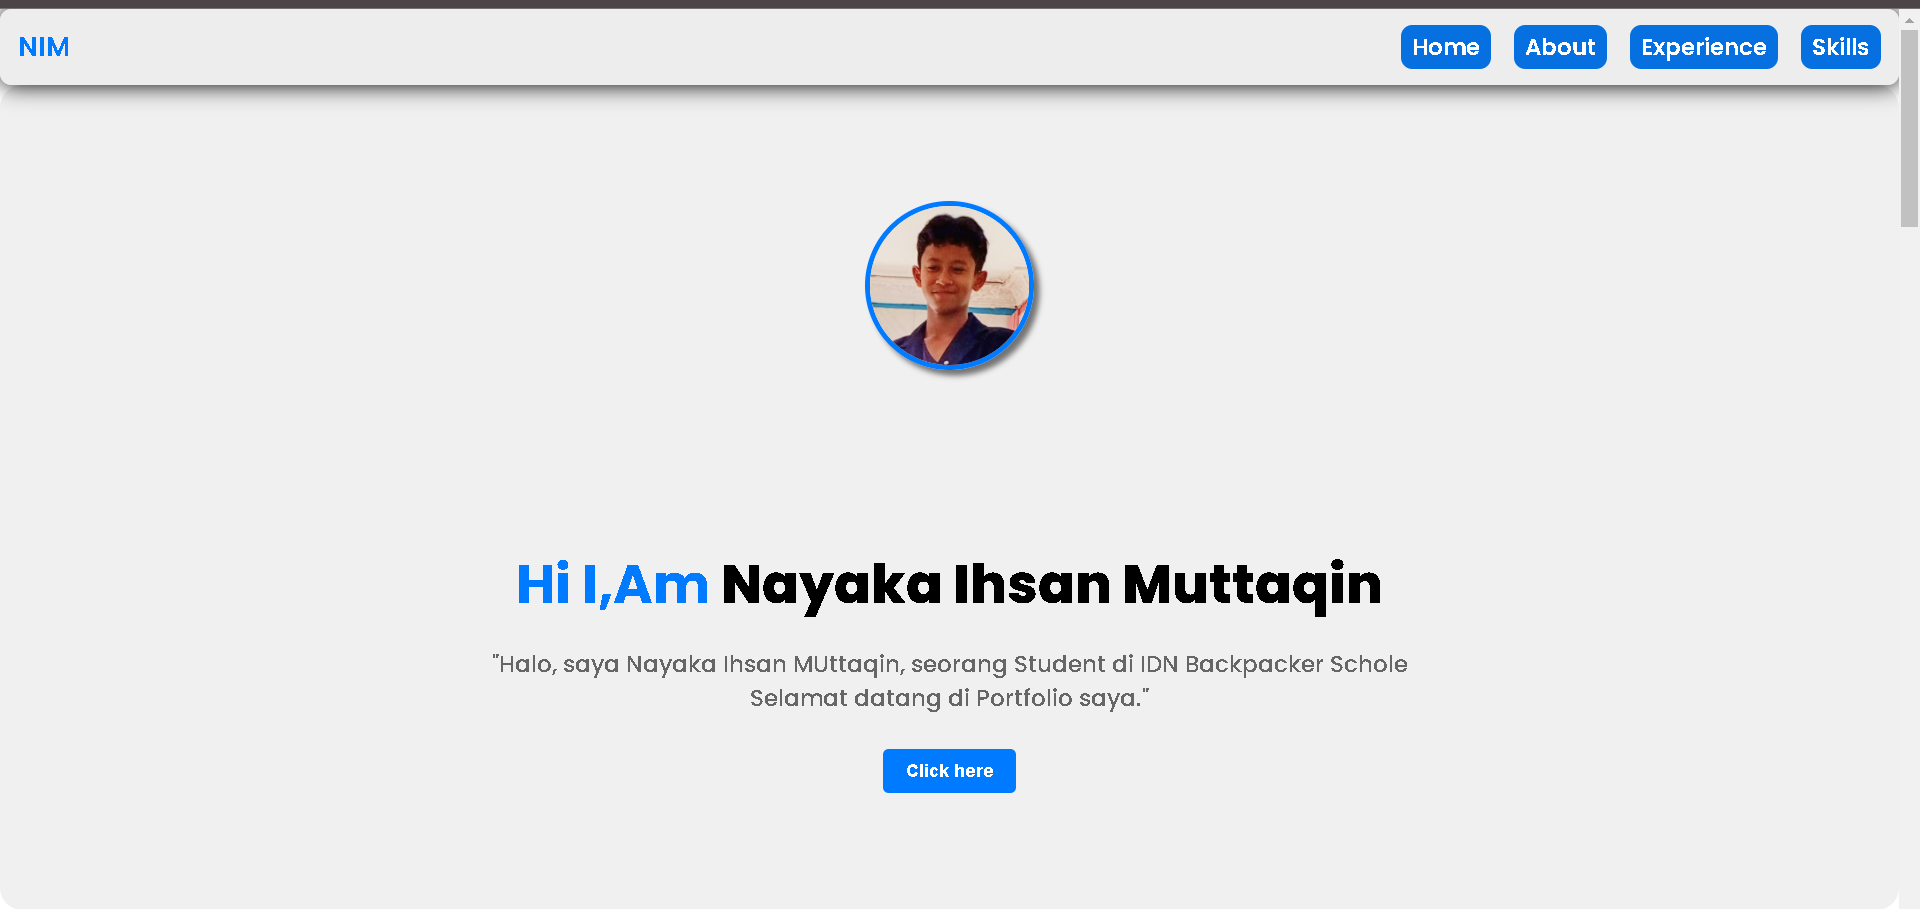 NIM
Home
About
Experience
Skills
Hi I,Am Nayaka Ihsan Muttaqin
"Halo, saya Nayaka Ihsan MUttaqin, seorang Student di IDN Backpacker Schole
Selamat datang di Portfolio saya."
Click here